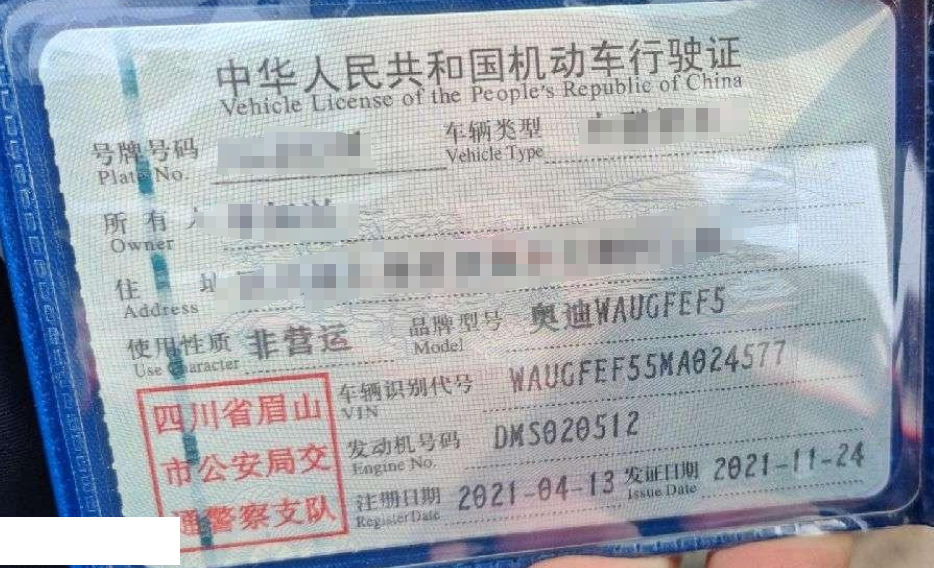 中华人民共和国机动车行驶证
Vehicle License of the People's Republic of China
号牌号码
Plate No.
车辆类型
Vehicle Type
所有人
Owner
住址
Address
使用性质 非营运
Use Character
品牌型号 奥迪WAUGFEF5
Model
车辆识别代号 WAUGFEF55MA024577
VIN
发动机号码 DMS020512
Engine No.
注册日期 2021-04-13
Register Date
发证日期 2021-11-24
Issue Date
四川省眉山
市公安局交
通警察支队